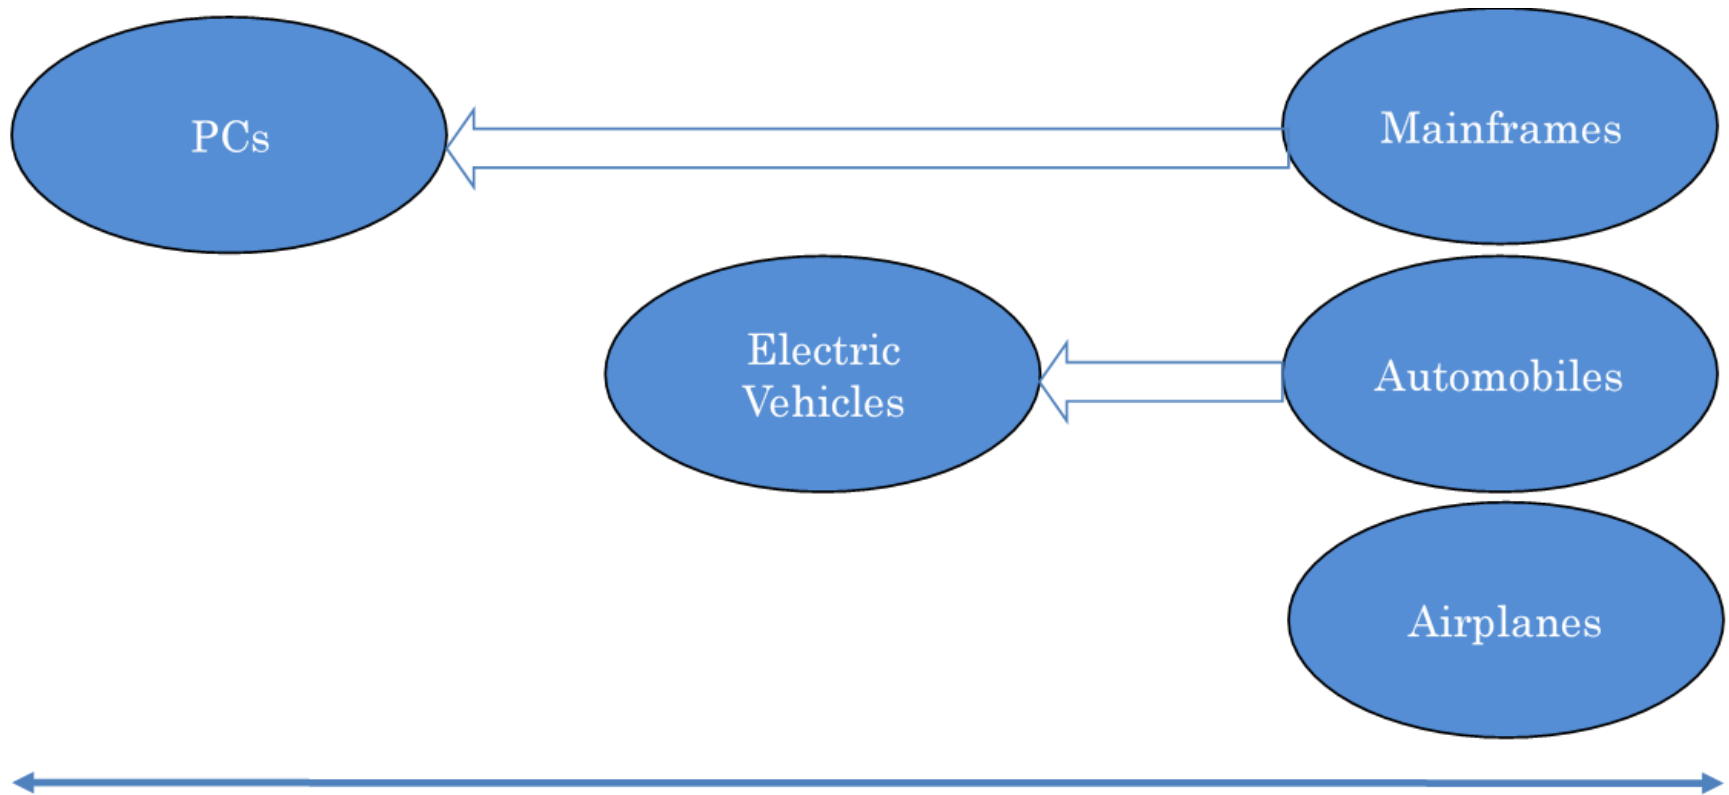 PCs
Mainframes
Electric
Vehicles
Automobiles
Airplanes